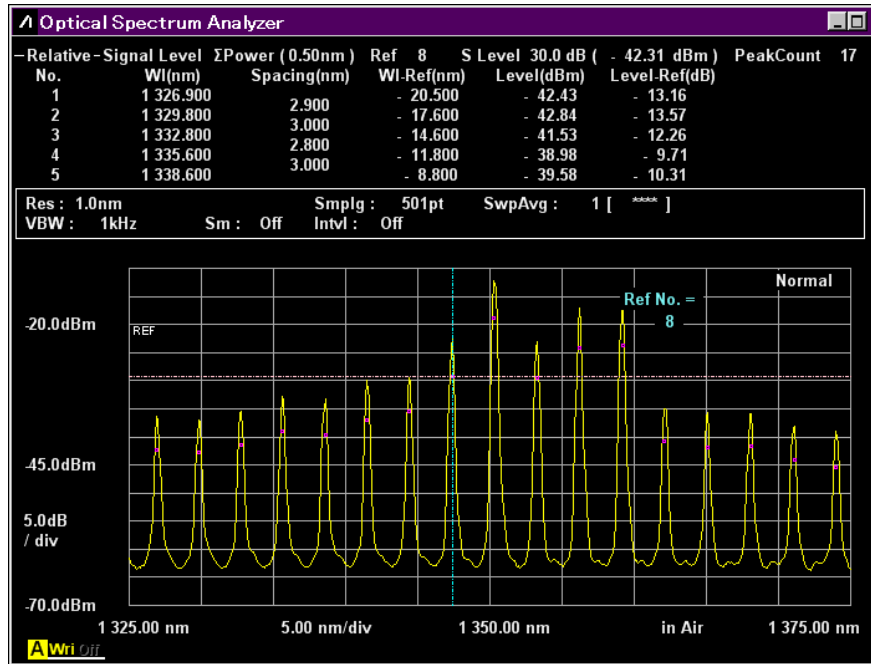 Λ Optical Spectrum Analyzer
-Relative-Signal Level ΣPower ( 0.50nm ) Ref 8 S Level 30.0 dB ( - 42.31 dBm ) PeakCount 17
No. Wl(nm) Spacing(nm) Wl-Ref(nm) Level(dBm) Level-Ref(dB)
1 1 326.900 - 20.500 - 42.43 - 13.16
2.900
2 1 329.800 - 17.600 - 42.84 - 13.57
3.000
3 1 332.800 - 14.600 - 41.53 - 12.26
2.800
4 1 335.600 - 11.800 - 38.98 - 9.71
3.000
5 1 338.600 - 8.800 - 39.58 - 10.31
Res : 1.0nm Smplg : 501pt SwpAvg : 1 [ **** ]
VBW : 1kHz Sm : Off Intvl : Off
Normal
Ref No. =
8
-20.0dBm
REF
-45.0dBm
5.0dB
/ div
-70.0dBm
1 325.00 nm 5.00 nm/div 1 350.00 nm in Air 1 375.00 nm
A Wri Off